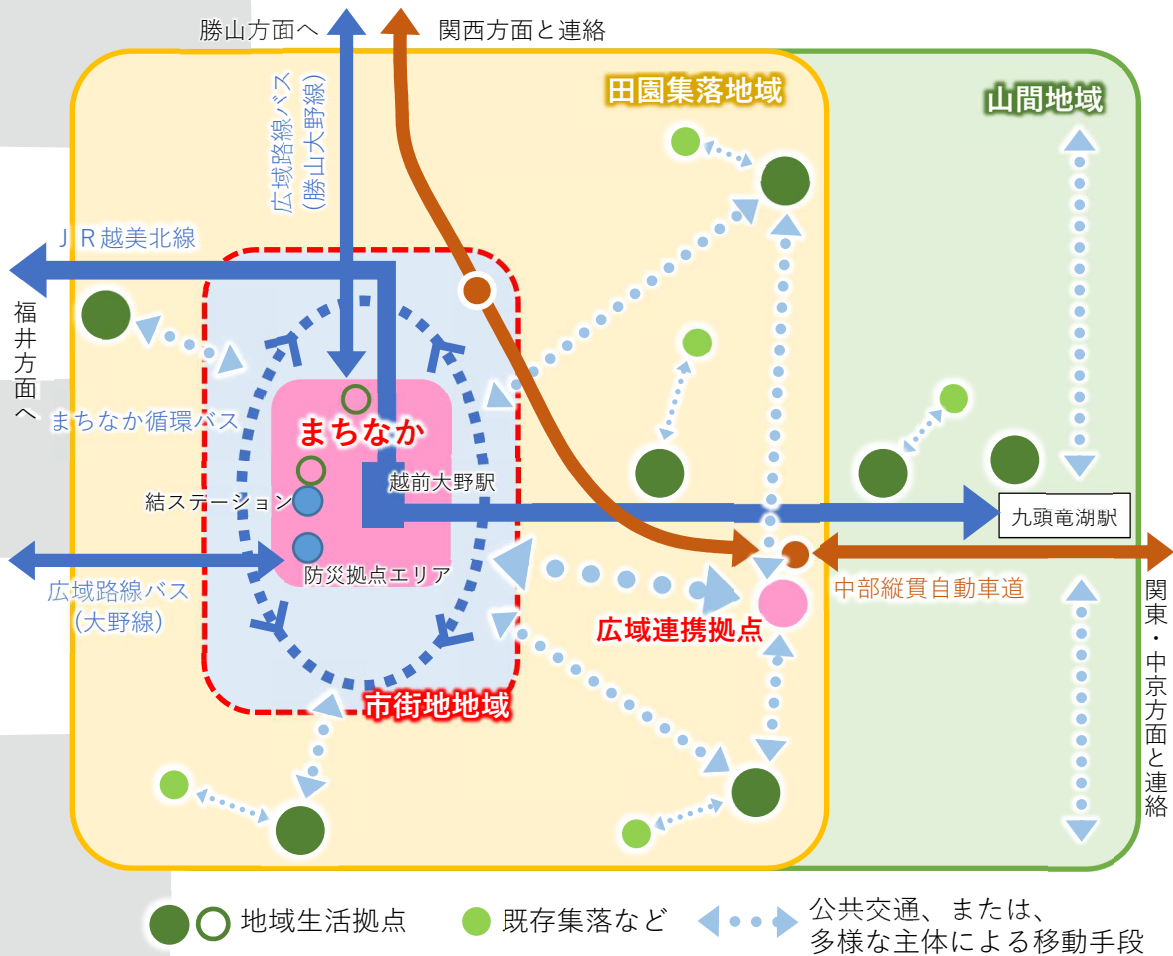 勝山方面へ
関西方面と連絡
広域路線バス
(勝山大野線)
田園集落地域
山間地域
ＪＲ越美北線
福井方面へ
まちなか循環バス
まちなか
越前大野駅
結ステーション
九頭竜湖駅
防災拠点エリア
広域路線バス
(大野線)
中部縦貫自動車道
広域連携拠点
関東・中京方面と連絡
市街地地域
地域生活拠点
既存集落など
公共交通、または、
多様な主体による移動手段